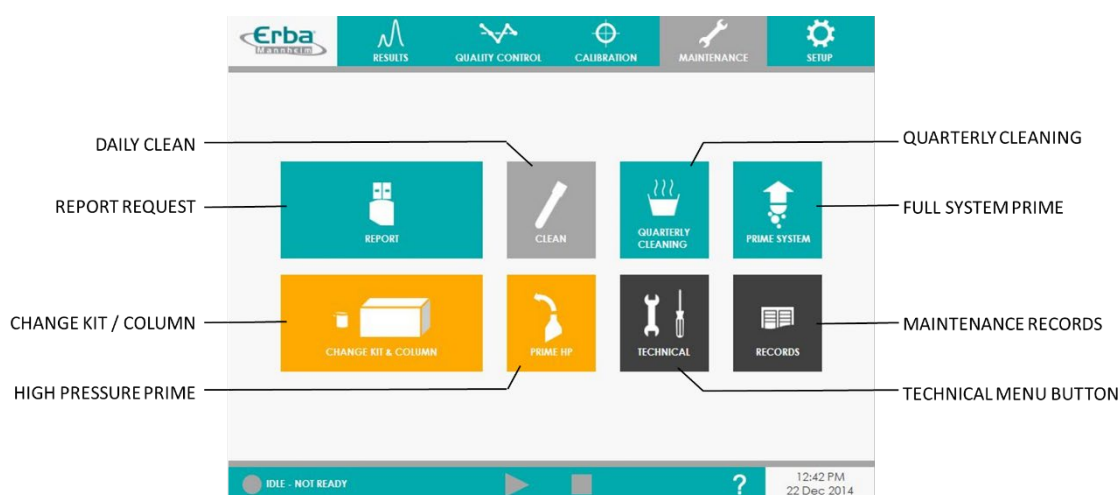 Erba
Mannheim
RESULTS
QUALITY CONTROL
CALIBRATION
MAINTENANCE
SETUP
DAILY CLEAN
QUARTERLY CLEANING
REPORT REQUEST
REPORT
CLEAN
QUARTERLY
CLEANING
PRIME SYSTEM
FULL SYSTEM PRIME
CHANGE KIT / COLUMN
CHANGE KIT & COLUMN
PRIME HP
TECHNICAL
RECORDS
MAINTENANCE RECORDS
HIGH PRESSURE PRIME
TECHNICAL MENU BUTTON
IDLE - NOT READY
?
12:42 PM
22 Dec 2014